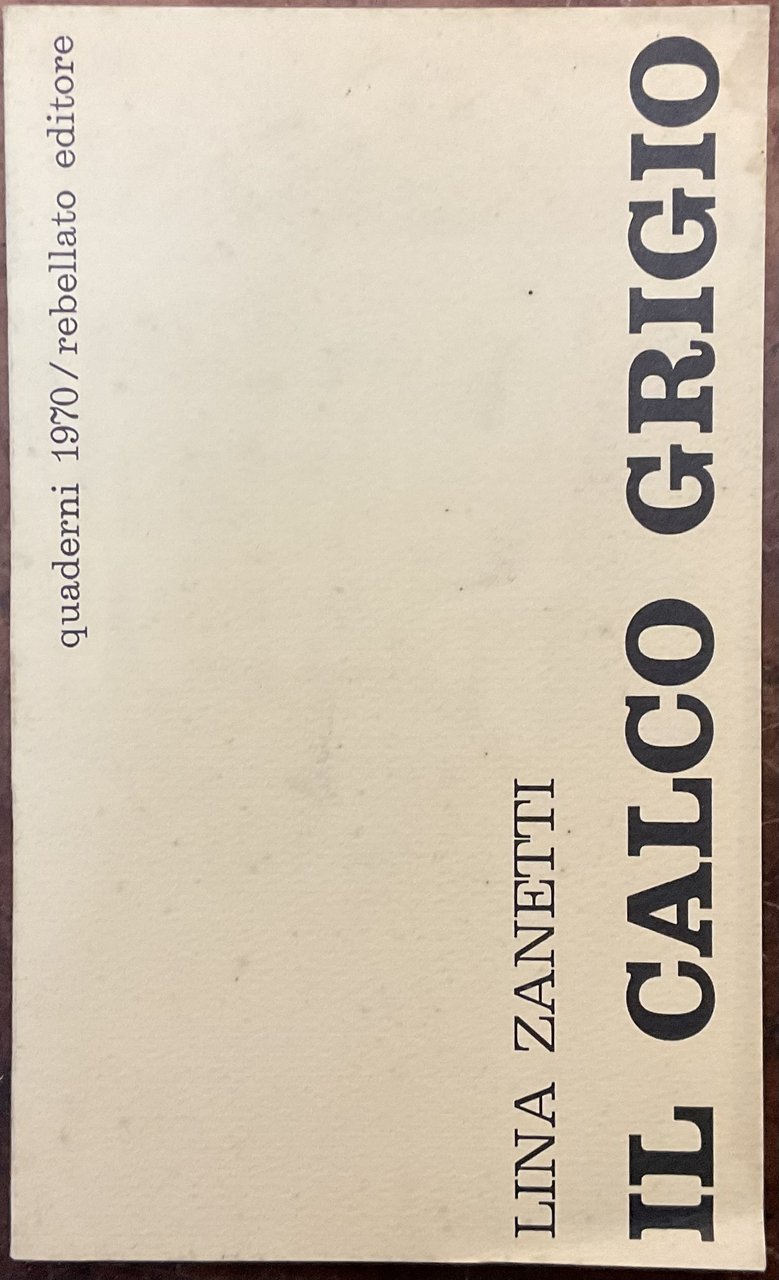 quaderni 1970/rebellato editore
LINA ZANETTI
IL CALCO GRIGIO